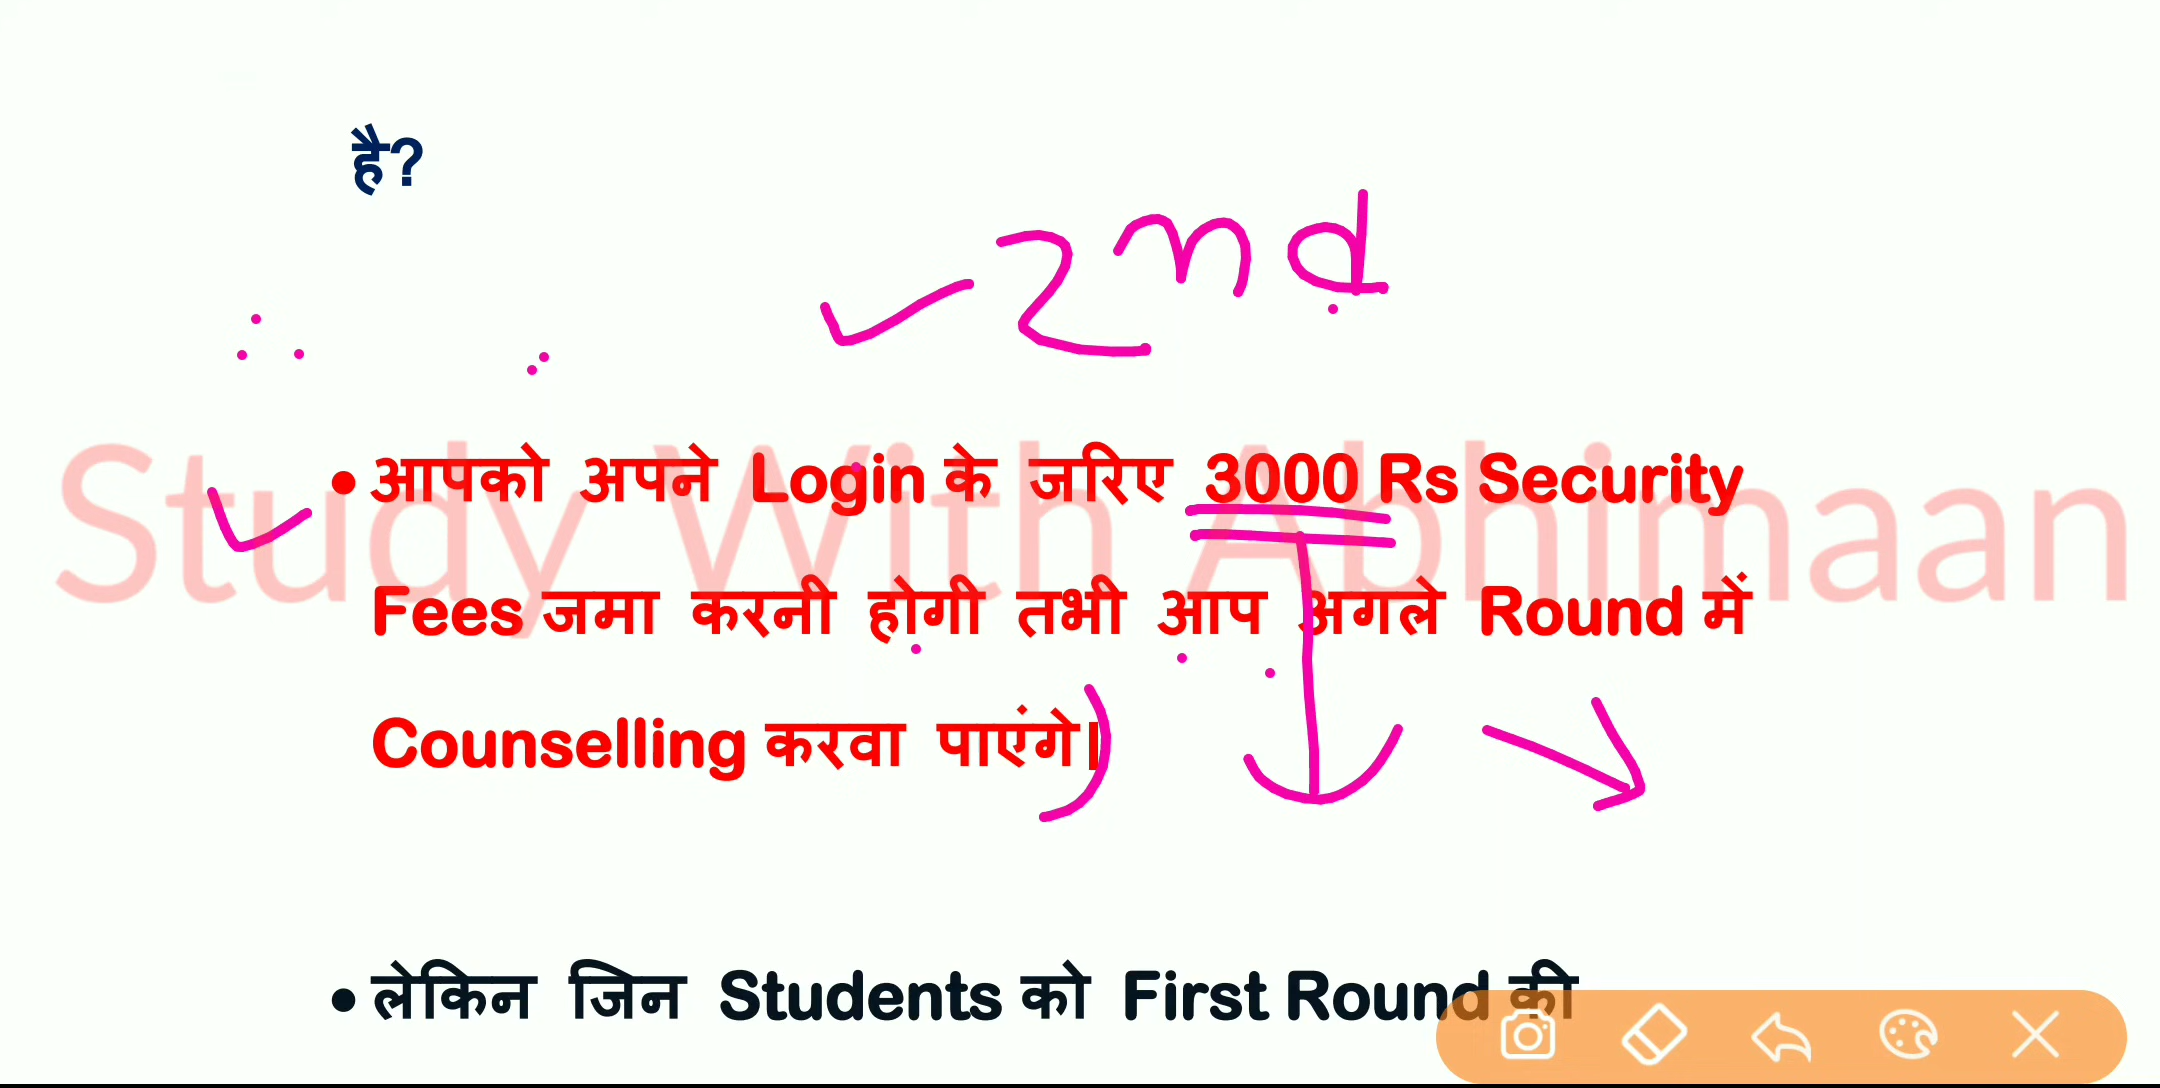 है?
2nd
• आपको अपने Login के जरिए 3000 Rs Security
Fees जमा करनी होगी तभी आप अगले Round में
Counselling करवा पाएंगे।
Study With Abhimaan
• लेकिन जिन Students को First Round की